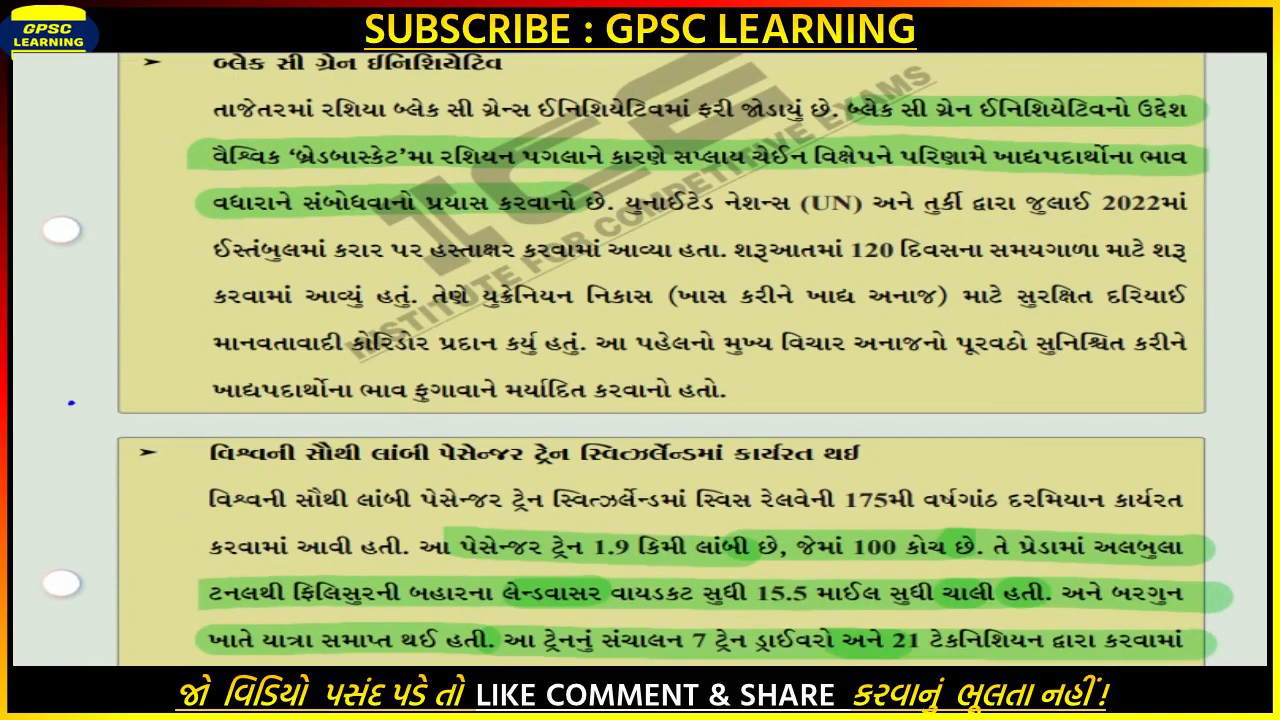 GPSC
LEARNING
SUBSCRIBE : GPSC LEARNING
➤ બ્લેક સી ગ્રેન ઈનિશિયેટિવ
તાજેતરમાં રશિયા બ્લેક સી ગ્રેન્સ ઈનિશિયેટિવમાં ફરી જોડાયું છે. બ્લેક સી ગ્રેન ઈનિશિયેટિવનો ઉદ્દેશ
વૈશ્વિક ‘બ્રેડબાસ્કેટ’મા રશિયન પગલાને કારણે સપ્લાય ચેઈન વિક્ષેપને પરિણામે ખાદ્યપદાર્થોના ભાવ
વધારાને સંબોધવાનો પ્રયાસ કરવાનો છે. યુનાઈટેડ નેશન્સ (UN) અને તુર્કી દ્વારા જુલાઈ 2022માં
ઈસ્તંબુલમાં કરાર પર હસ્તાક્ષર કરવામાં આવ્યા હતા. શરૂઆતમાં 120 દિવસના સમયગાળા માટે શરૂ
કરવામાં આવ્યું હતું. તેણે યુક્રેનિયન નિકાસ (ખાસ કરીને ખાદ્ય અનાજ) માટે સુરક્ષિત દરિયાઈ
માનવતાવાદી કોરિડોર પ્રદાન કર્યુ હતું. આ પહેલનો મુખ્ય વિચાર અનાજનો પૂરવઠો સુનિશ્ચિત કરીને
ખાદ્યપદાર્થોના ભાવ ફુગાવાને મર્યાદિત કરવાનો હતો.
ICE
INSTITUTE FOR COMPETITIVE EXAMS
➤ વિશ્વની સૌથી લાંબી પેસેન્જર ટ્રેન સ્વિત્ઝર્લેન્ડમાં કાર્યરત થઈ
વિશ્વની સૌથી લાંબી પેસેન્જર ટ્રેન સ્વિત્ઝર્લેન્ડમાં સ્વિસ રેલવેની 175મી વર્ષગાંઠ દરમિયાન કાર્યરત
કરવામાં આવી હતી. આ પેસેન્જર ટ્રેન 1.9 કિમી લાંબી છે, જેમાં 100 કોચ છે. તે પ્રેડામાં અલબુલા
ટનલથી ફિલિસુરની બહારના લેન્ડવાસર વાયડકટ સુધી 15.5 માઈલ સુધી ચાલી હતી. અને બરગુન
ખાતે યાત્રા સમાપ્ત થઈ હતી. આ ટ્રેનનું સંચાલન 7 ટ્રેન ડ્રાઈવરો અને 21 ટેકનિશિયન દ્વારા કરવામાં
જો વિડિયો પસંદ પડે તો LIKE COMMENT & SHARE કરવાનું ભૂલતા નહીં!